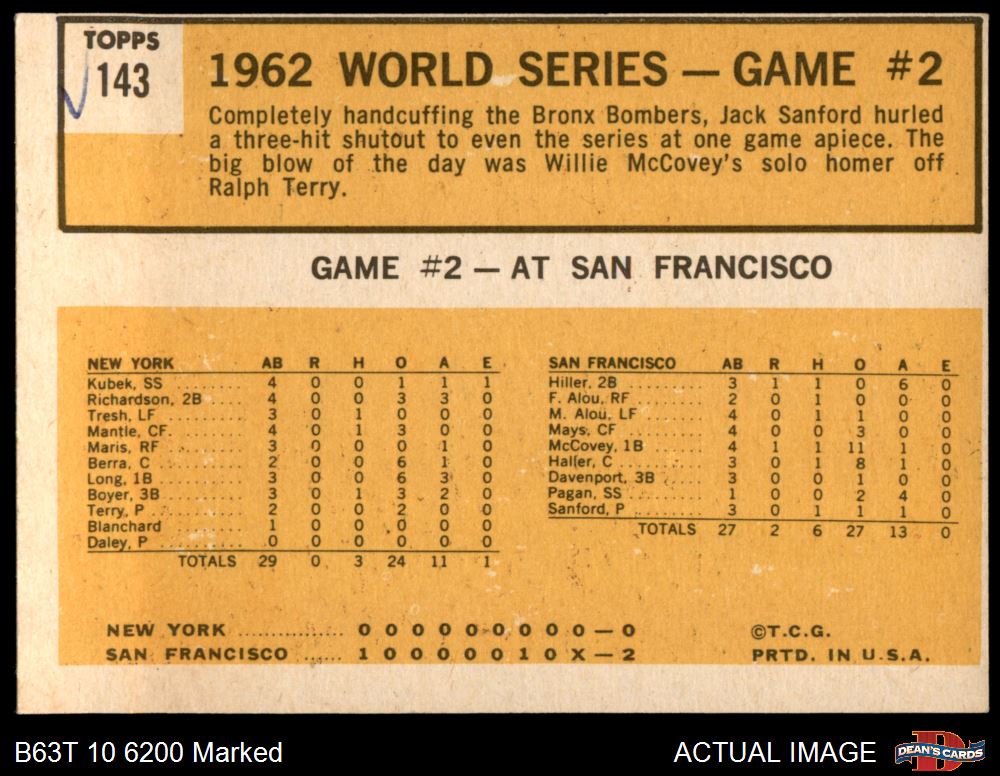 TOPPS
143
1962 WORLD SERIES — GAME #2
Completely handcuffing the Bronx Bombers, Jack Sanford hurled
a three-hit shutout to even the series at one game apiece. The
big blow of the day was Willie McCovey's solo homer off
Ralph Terry.
GAME #2 — AT SAN FRANCISCO
NEW YORK AB R H O A E
Kubek, SS ........ 4 0 0 1 1 1
Richardson, 2B .... 4 0 0 3 3 0
Tresh, LF ........ 3 0 1 0 0 0
Mantle, CF ....... 4 0 1 3 0 0
Maris, RF ........ 3 0 0 0 1 0
Berra, C ......... 2 0 0 6 1 0
Long, 1B ......... 3 0 0 6 3 0
Boyer, 3B ........ 3 0 1 3 2 0
Terry, P ......... 2 0 0 2 0 0
Blanchard ........ 1 0 0 0 0 0
Daley, P ......... 0 0 0 0 0 0
TOTALS 29 0 3 24 11 1
SAN FRANCISCO AB R H O A E
Hiller, 2B ....... 3 1 1 0 6 0
F. Alou, RF ...... 2 0 1 0 0 0
M. Alou, LF ...... 4 0 1 1 0 0
Mays, CF ......... 4 0 0 3 0 0
McCovey, 1B ...... 4 1 1 11 1 0
Haller, C ........ 3 0 1 8 1 0
Davenport, 3B .... 3 0 0 1 0 0
Pagan, SS ........ 1 0 0 2 4 0
Sanford, P ....... 3 0 1 1 1 0
TOTALS 27 2 6 27 13 0
NEW YORK ............... 0 0 0 0 0 0 0 0 0 — 0
SAN FRANCISCO ...... 1 0 0 0 0 0 1 0 X — 2
©T.C.G.
PRTD. IN U.S.A.
B63T 10 6200 Marked
ACTUAL IMAGE
D
DEAN'S CARDS